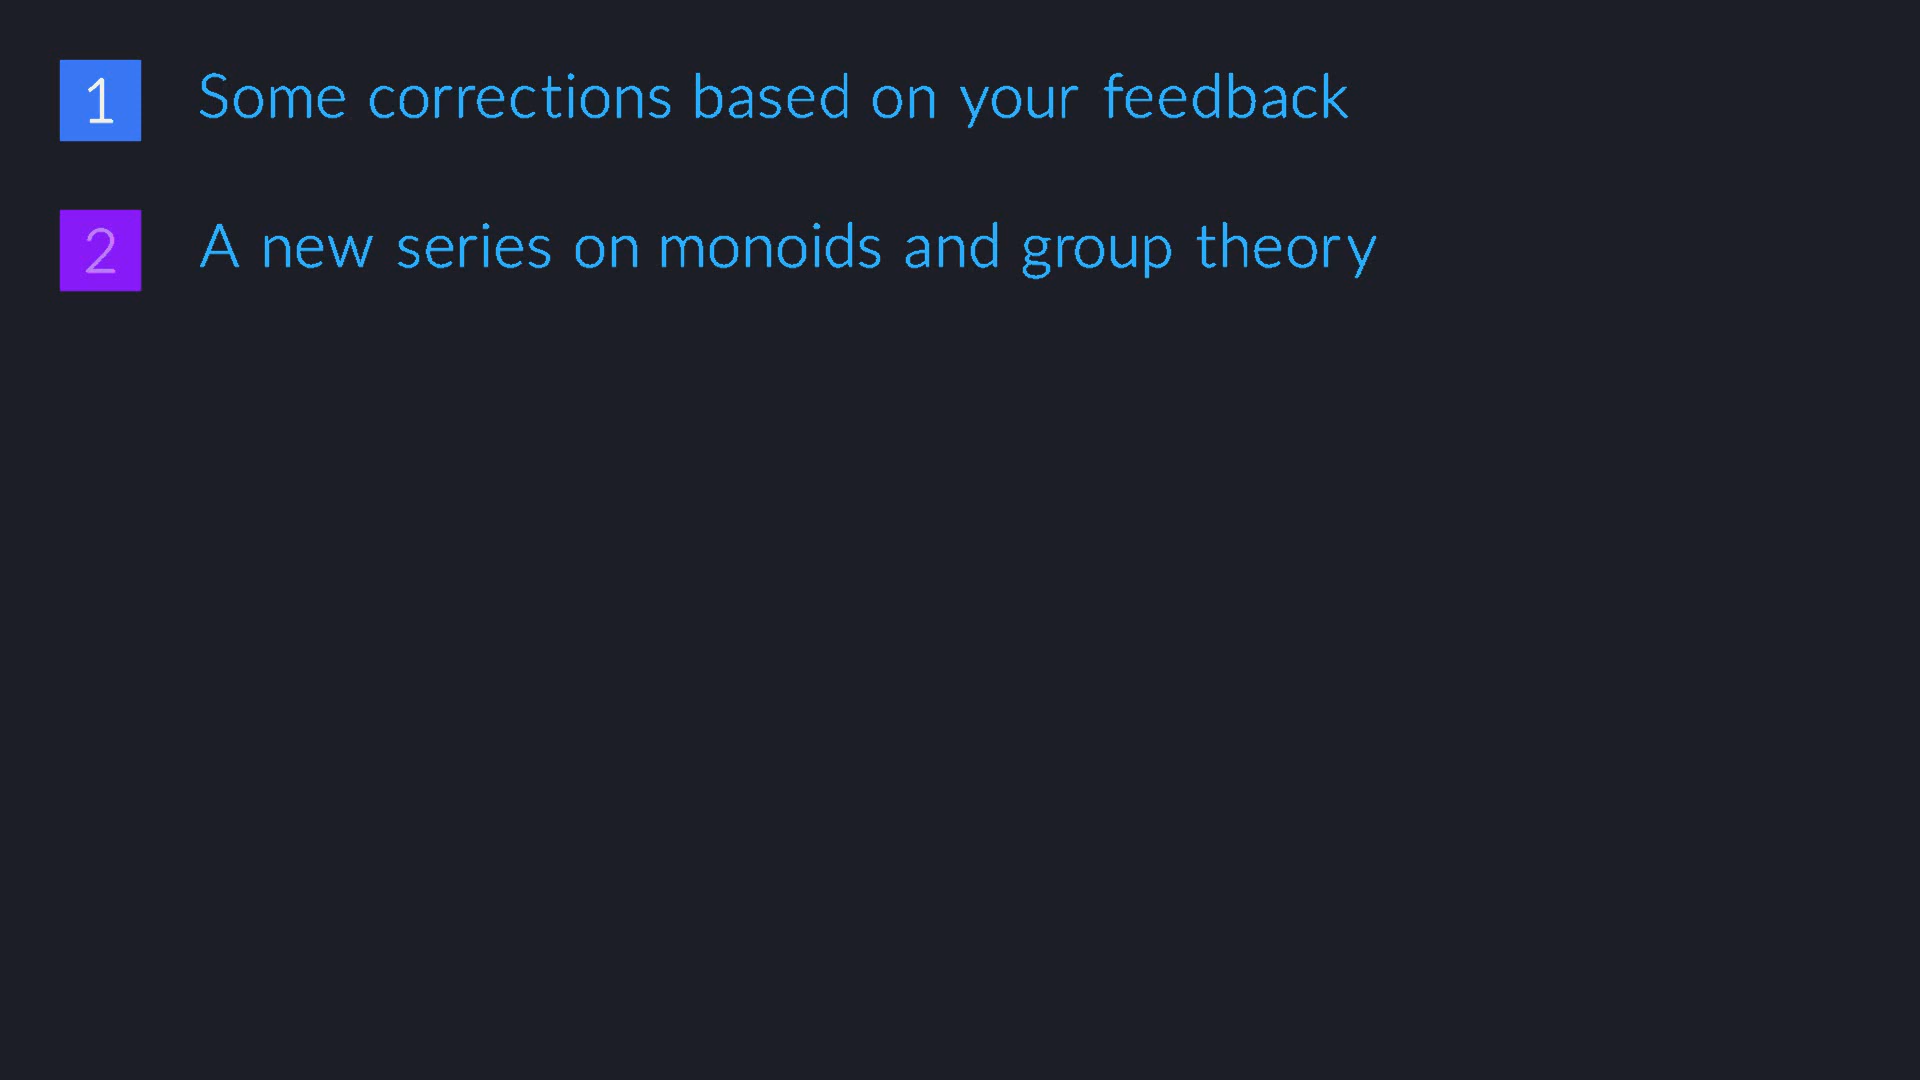 1 Some corrections based on your feedback
2 A new series on monoids and group theory